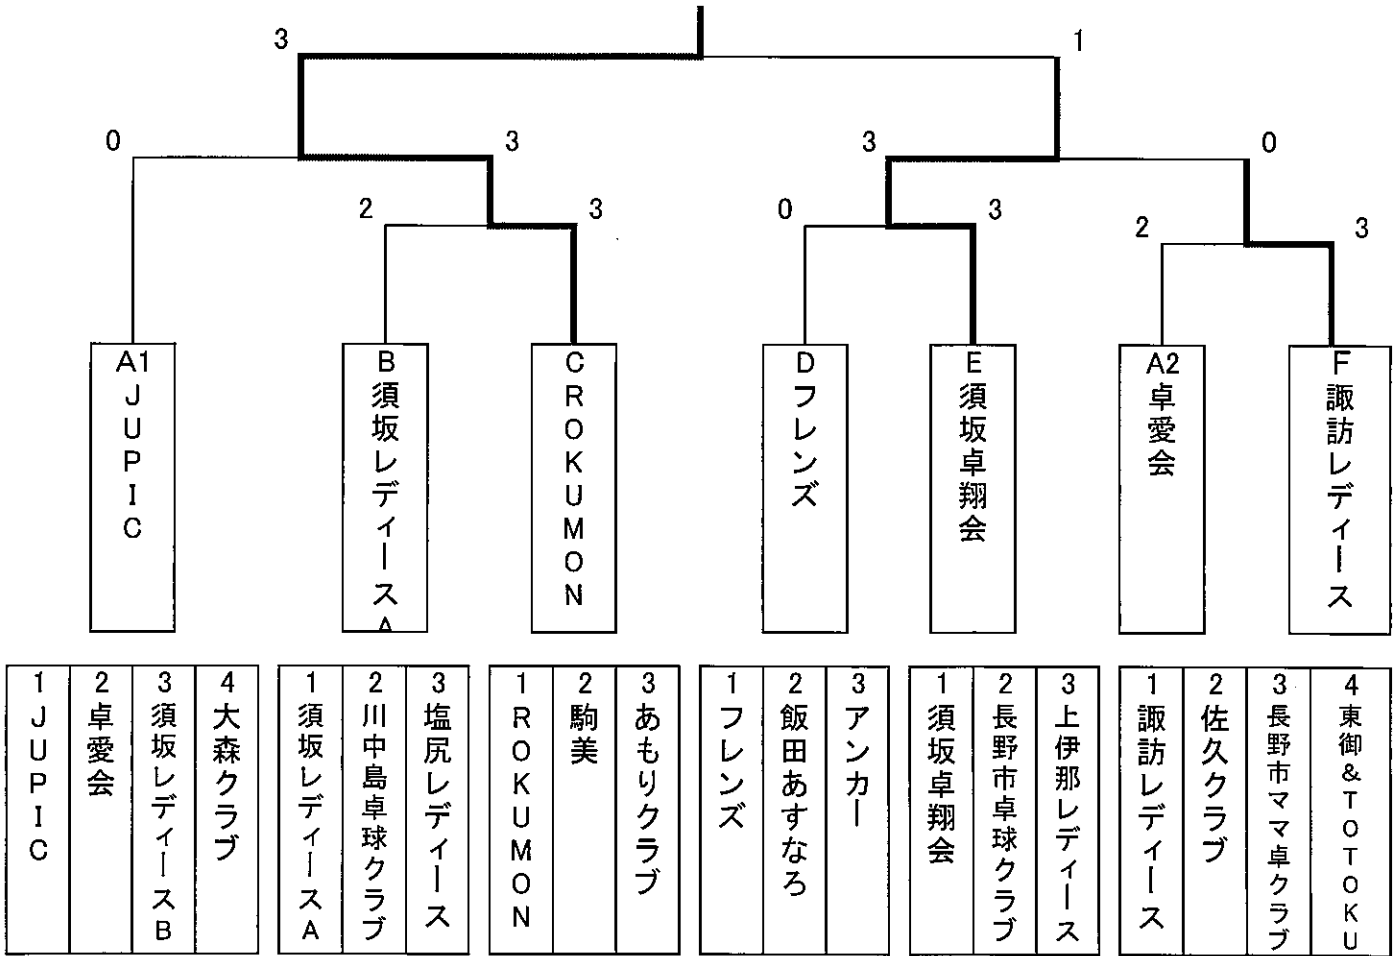 3
1
0
3
3
0
2
3
0
3
2
3
A1 JUPIC
B 須坂レディースA
C ROKUMON
D フレンズ
E 須坂卓翔会
A2 卓愛会
F 諏訪レディース
1 JUPIC
2 卓愛会
3 須坂レディースB
4 大森クラブ
1 須坂レディースA
2 川中島卓球クラブ
3 塩尻レディース
1 ROKUMON
2 駒美
3 あもりクラブ
1 フレンズ
2 飯田あすなろ
3 アンカー
1 須坂卓翔会
2 長野市卓球クラブ
3 上伊那レディース
1 諏訪レディース
2 佐久クラブ
3 長野市ママ卓クラブ
4 東御&TOTOKU